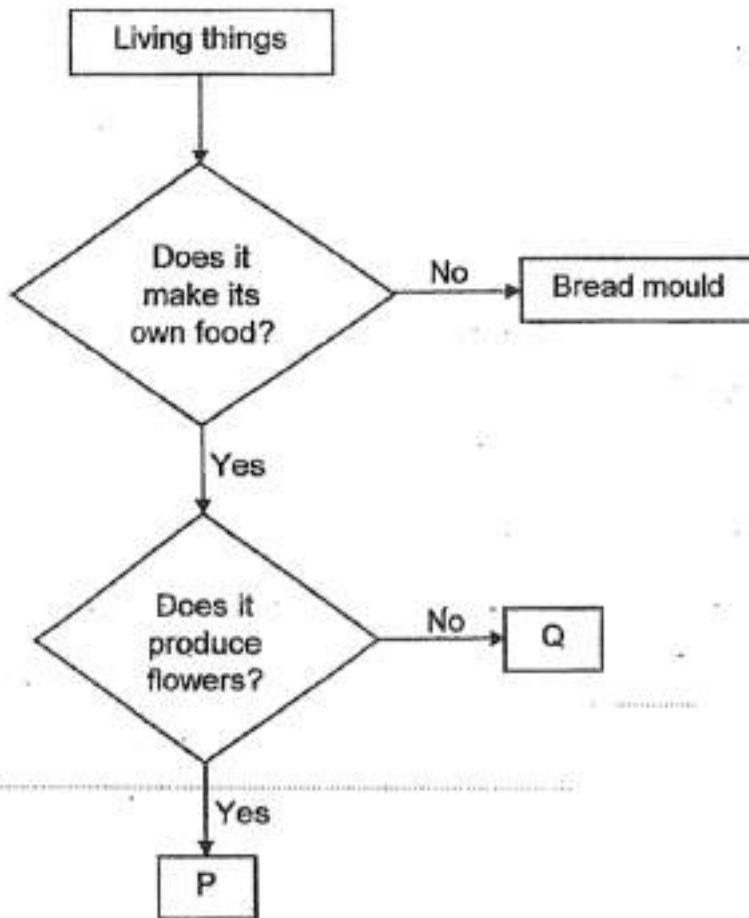 Living things
Does it
make its
own food?
No
Bread mould
Yes
Does it
produce
flowers?
No
Q
Yes
P